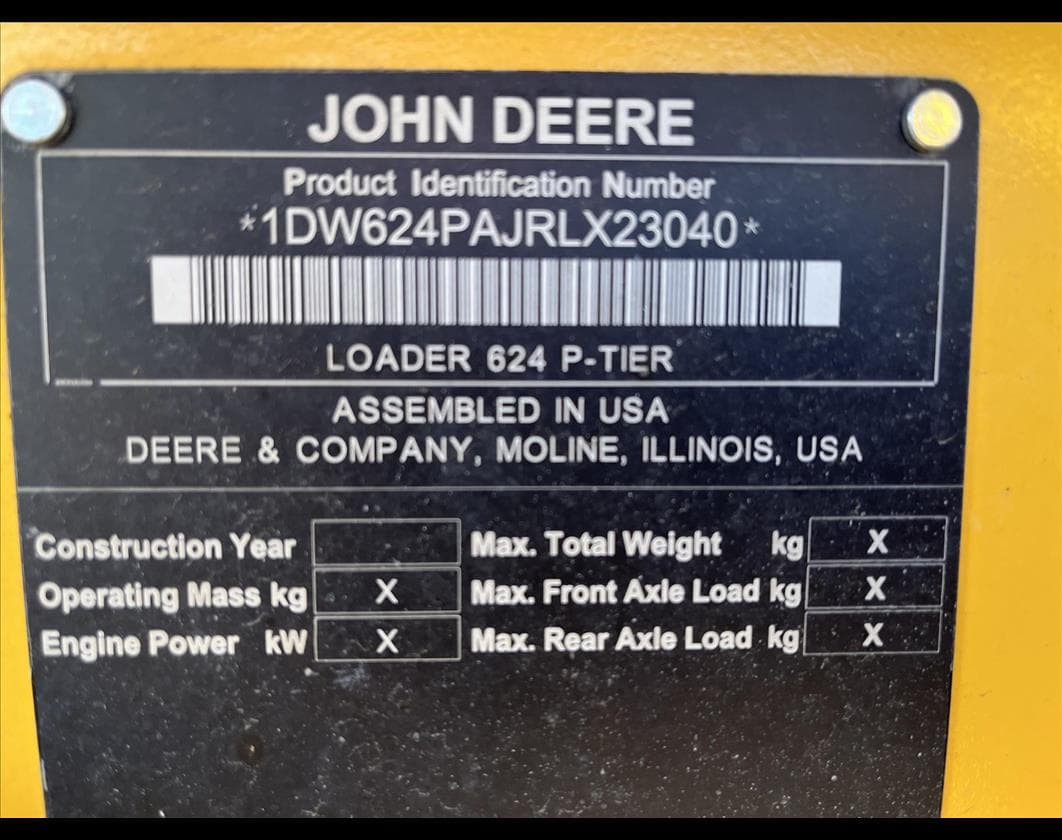 JOHN DEERE
Product Identification Number
*1DW624PAJRLX23040*
LOADER 624 P-TIER
ASSEMBLED IN USA
DEERE & COMPANY, MOLINE, ILLINOIS, USA
Construction Year Max. Total Weight kg X
Operating Mass kg X Max. Front Axle Load kg X
Engine Power kW X Max. Rear Axle Load kg X